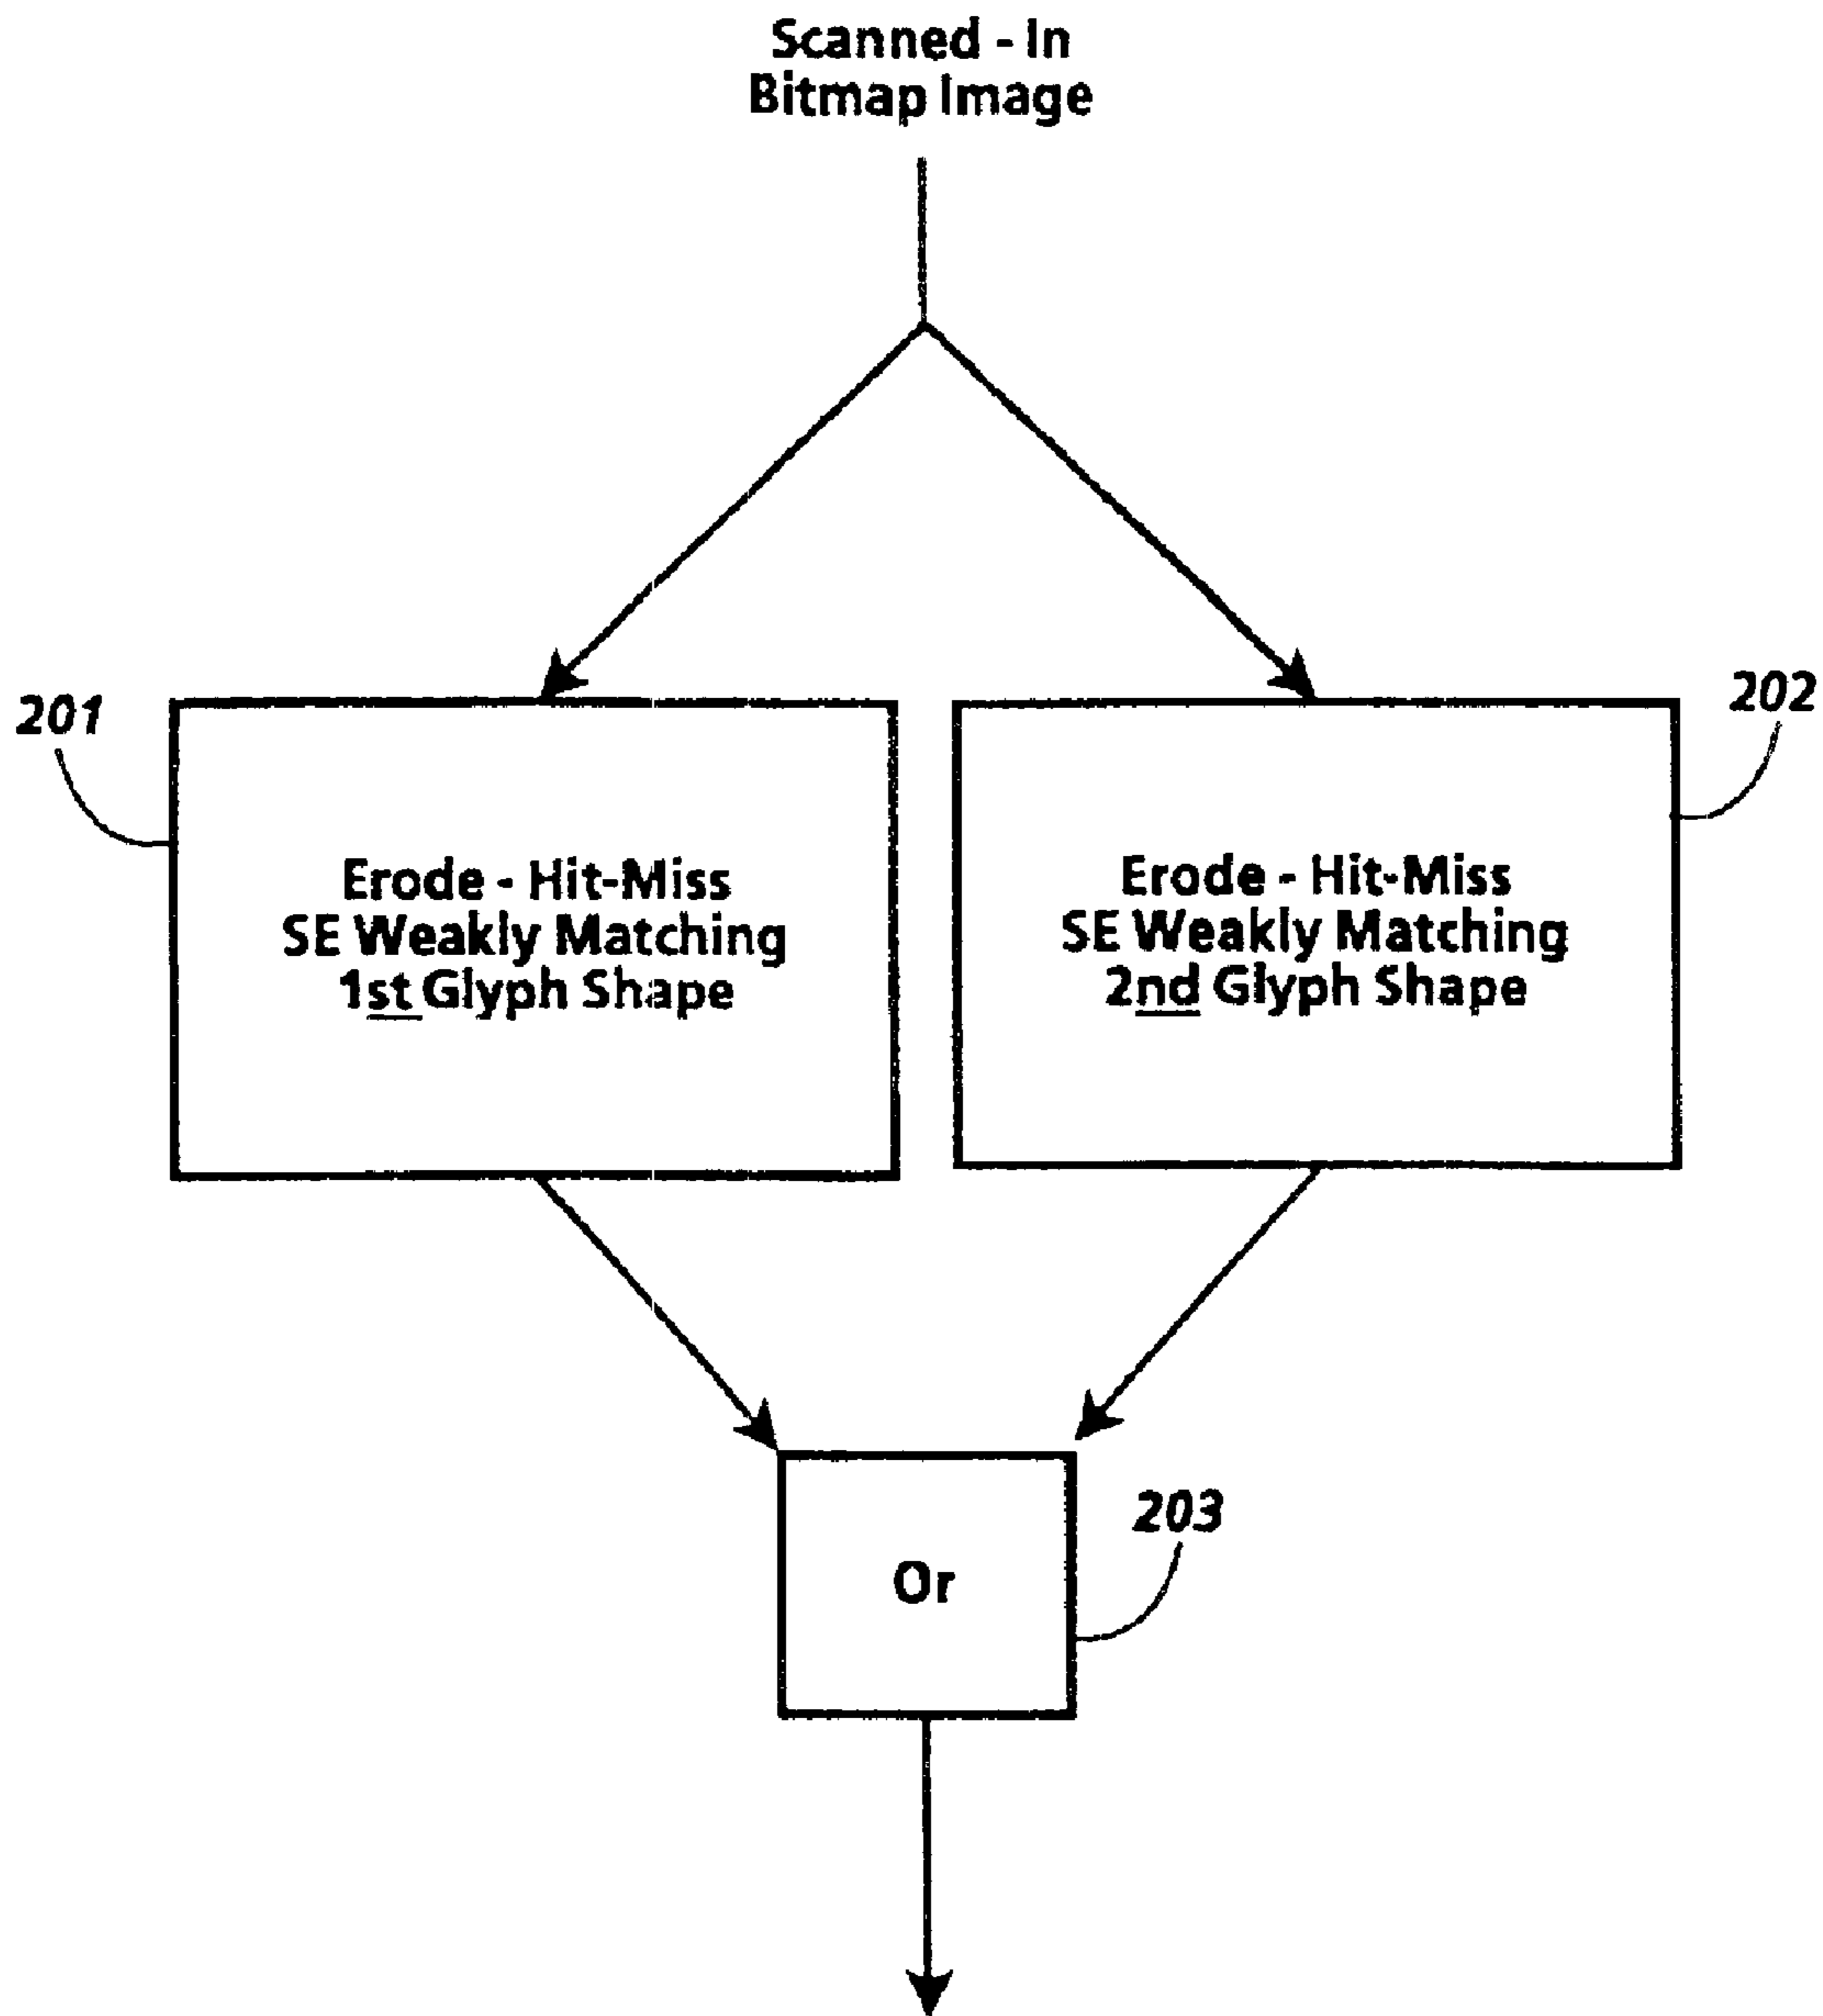 Scanned - In
Bitmap Image
201
202
Erode - Hit-Miss
SE Weakly Matching
1st Glyph Shape
Erode - Hit-Miss
SE Weakly Matching
2nd Glyph Shape
203
Or